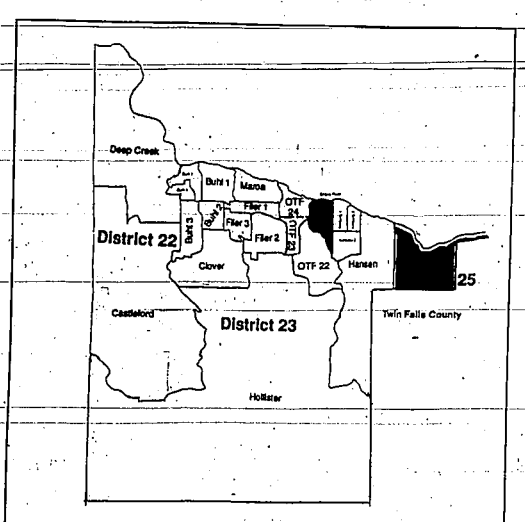 Deep Creek
Buhl 1
Maroa
Filer 1
OTF 24
Buhl 3
Buhl 2
Filer 3
Filer 2
OTF 23
District 22
Clover
OTF 22
Hansen
25
Castleford
District 23
Twin Falls County
Hollister